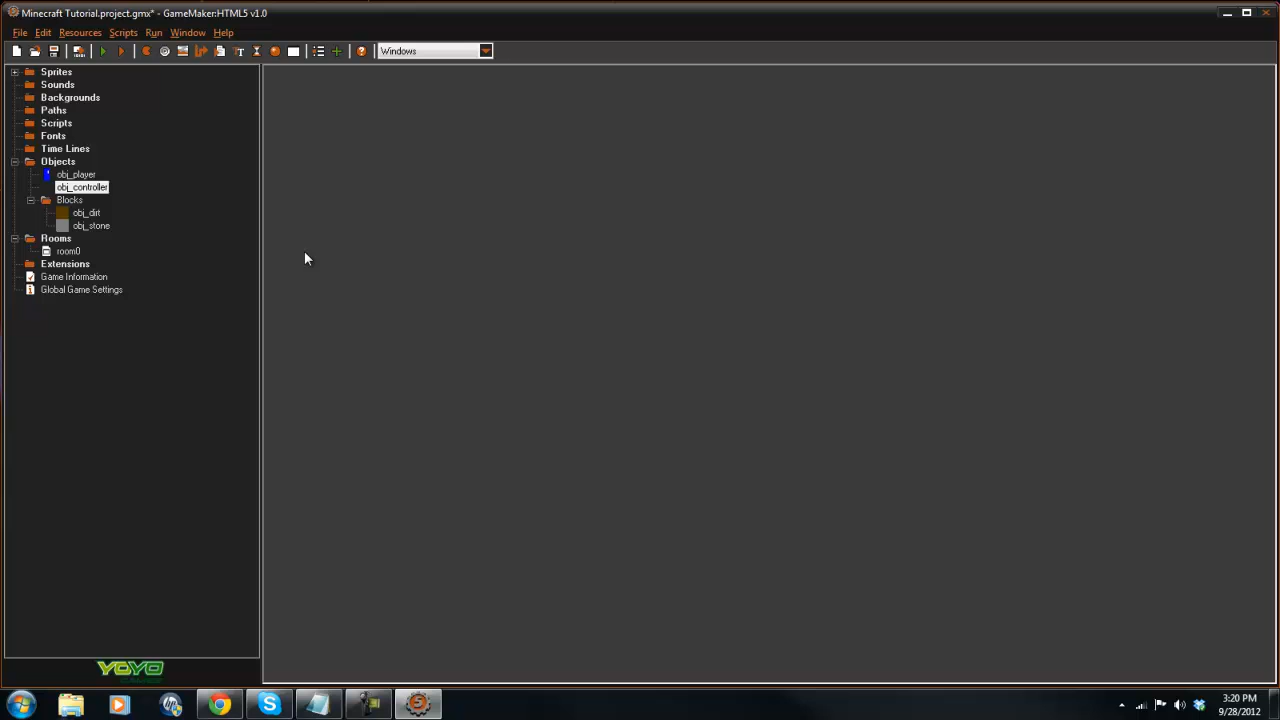 Minecraft Tutorial.project.gmx* - GameMaker:HTML5 v1.0
File Edit Resources Scripts Run Window Help
Windows
Sprites
Sounds
Backgrounds
Paths
Scripts
Fonts
Time Lines
Objects
obj_player
obj_controller
Blocks
obj_dirt
obj_stone
Rooms
room0
Extensions
Game Information
Global Game Settings
YOYO
GAMES
3:20 PM
9/28/2012